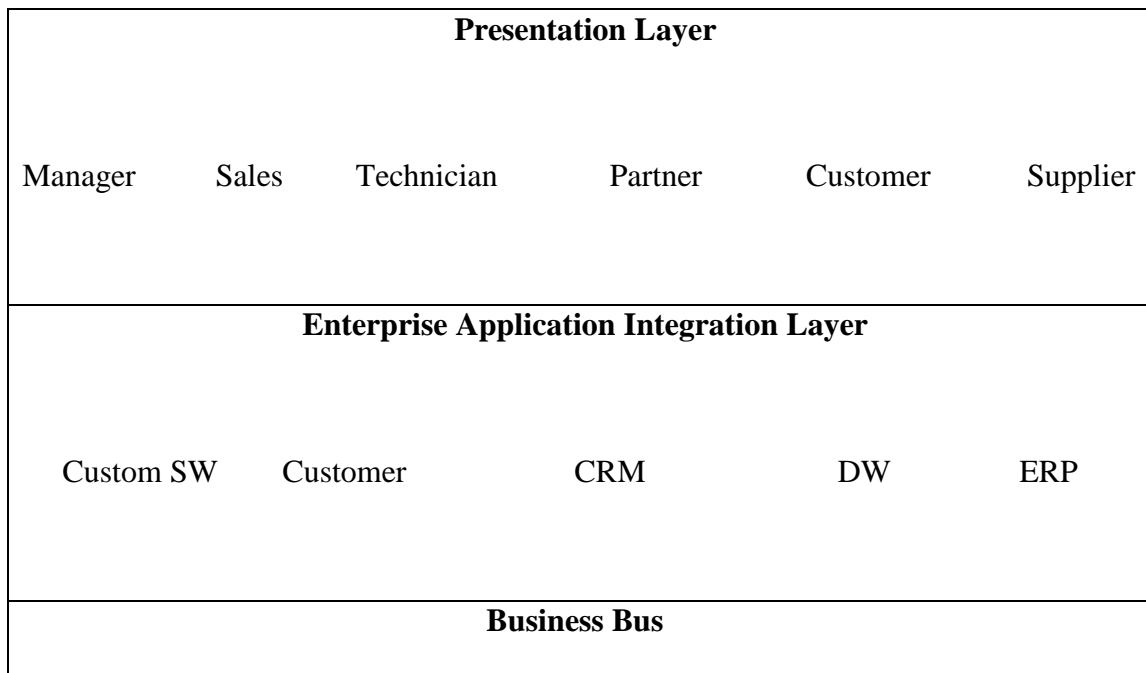 Presentation Layer
Manager Sales Technician Partner Customer Supplier
Enterprise Application Integration Layer
Custom SW Customer CRM DW ERP
Business Bus